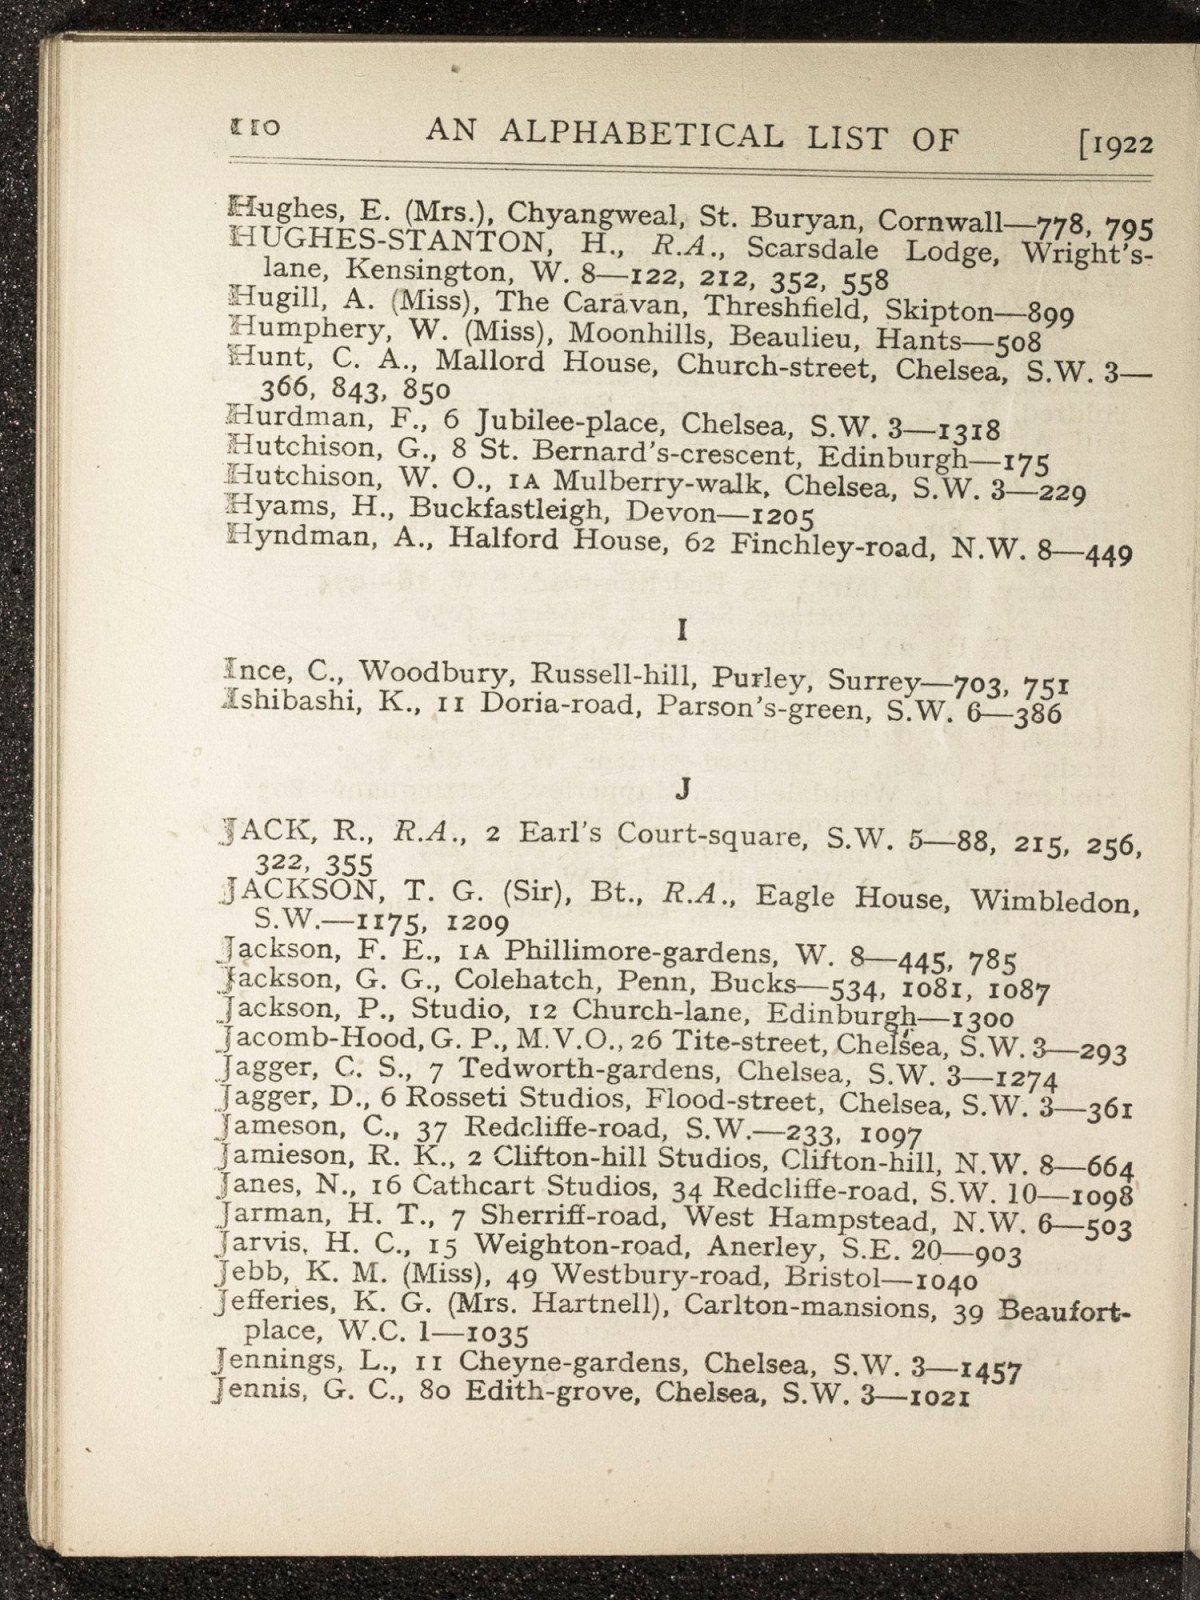 110 AN ALPHABETICAL LIST OF [1922
Hughes, E. (Mrs.), Chyangweal, St. Buryan, Cornwall—778, 795
HUGHES-STANTON, H., R.A., Scarsdale Lodge, Wright's-
lane, Kensington, W. 8—122, 212, 352, 558
Hugill, A. (Miss), The Caravan, Threshfield, Skipton—899
Humphery, W. (Miss), Moonhills, Beaulieu, Hants—508
Hunt, C. A., Mallord House, Church-street, Chelsea, S.W. 3—
366, 843, 850
Hurdman, F., 6 Jubilee-place, Chelsea, S.W. 3—1318
Hutchison, G., 8 St. Bernard's-crescent, Edinburgh—175
Hutchison, W. O., 1A Mulberry-walk, Chelsea, S.W. 3—229
Hyams, H., Buckfastleigh, Devon—1205
Hyndman, A., Halford House, 62 Finchley-road, N.W. 8—449
I
Ince, C., Woodbury, Russell-hill, Purley, Surrey—703, 751
Ishibashi, K., 11 Doria-road, Parson's-green, S.W. 6—386
J
JACK, R., R.A., 2 Earl's Court-square, S.W. 5—88, 215, 256,
322, 355
JACKSON, T. G. (Sir), Bt., R.A., Eagle House, Wimbledon,
S.W.—1175, 1209
Jackson, F. E., 1A Phillimore-gardens, W. 8—445, 785
Jackson, G. G., Colehatch, Penn, Bucks—534, 1081, 1087
Jackson, P., Studio, 12 Church-lane, Edinburgh—1300
Jacomb-Hood, G. P., M.V.O., 26 Tite-street, Chelsea, S.W. 3—293
Jagger, C. S., 7 Tedworth-gardens, Chelsea, S.W. 3—1274
Jagger, D., 6 Rosseti Studios, Flood-street, Chelsea, S.W. 3—361
Jameson, C., 37 Redcliffe-road, S.W.—233, 1097
Jamieson, R. K., 2 Clifton-hill Studios, Clifton-hill, N.W. 8—664
Janes, N., 16 Cathcart Studios, 34 Redcliffe-road, S.W. 10—1098
Jarman, H. T., 7 Sherriff-road, West Hampstead, N.W. 6—503
Jarvis, H. C., 15 Weighton-road, Anerley, S.E. 20—903
Jebb, K. M. (Miss), 49 Westbury-road, Bristol—1040
Jefferies, K. G. (Mrs. Hartnell), Carlton-mansions, 39 Beaufort-
place, W.C. 1—1035
Jennings, L., 11 Cheyne-gardens, Chelsea, S.W. 3—1457
Jennis, G. C., 80 Edith-grove, Chelsea, S.W. 3—1021